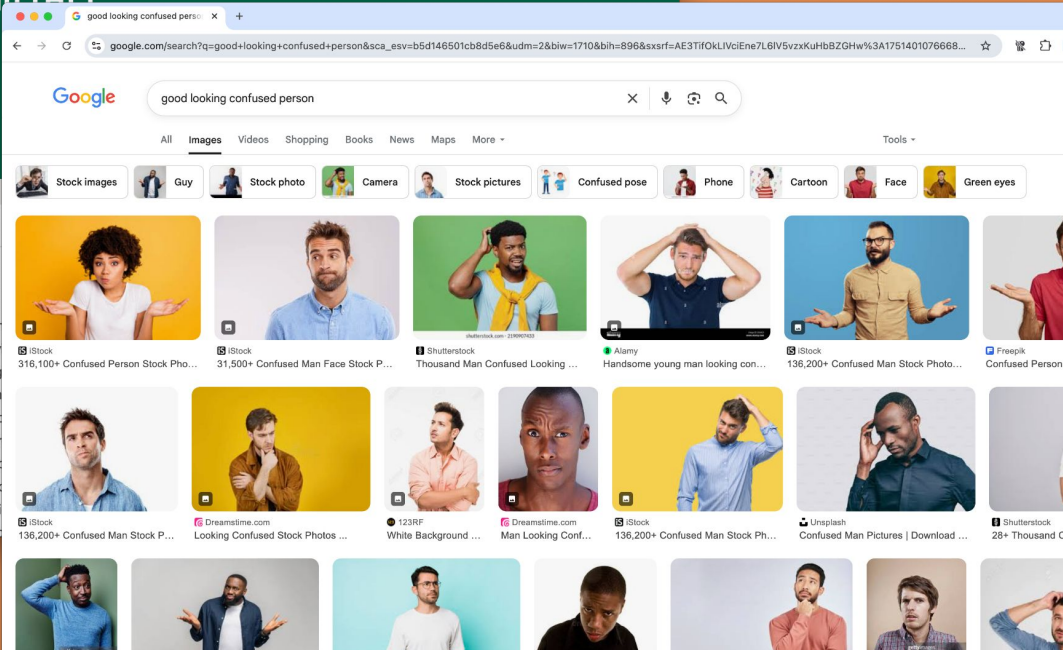 good looking confused perso
google.com/search?q=good+looking+confused+person&sca_esv=b5d146501cb8d5e6&udm=2&biw=1710&bih=896&sxsrf=AE3TifOkLIVciEne7L6IV5vzxKuHbBZGHw%3A1751401076668...
Google
good looking confused person
All Images Videos Shopping Books News Maps More Tools
Stock images Guy Stock photo Camera Stock pictures Confused pose Phone Cartoon Face Green eyes
shutterstock.com · 2190907433
iStock iStock Shutterstock Alamy iStock Freepik
316,100+ Confused Person Stock Pho... 31,500+ Confused Man Face Stock P... Thousand Man Confused Looking ... Handsome young man looking con... 136,200+ Confused Man Stock Photo... Confused Person
iStock Dreamstime.com 123RF Dreamstime.com iStock Unsplash Shutterstock
136,200+ Confused Man Stock P... Looking Confused Stock Photos ... White Background ... Man Looking Conf... 136,200+ Confused Man Stock Ph... Confused Man Pictures | Download ... 28+ Thousand C
gettyimages